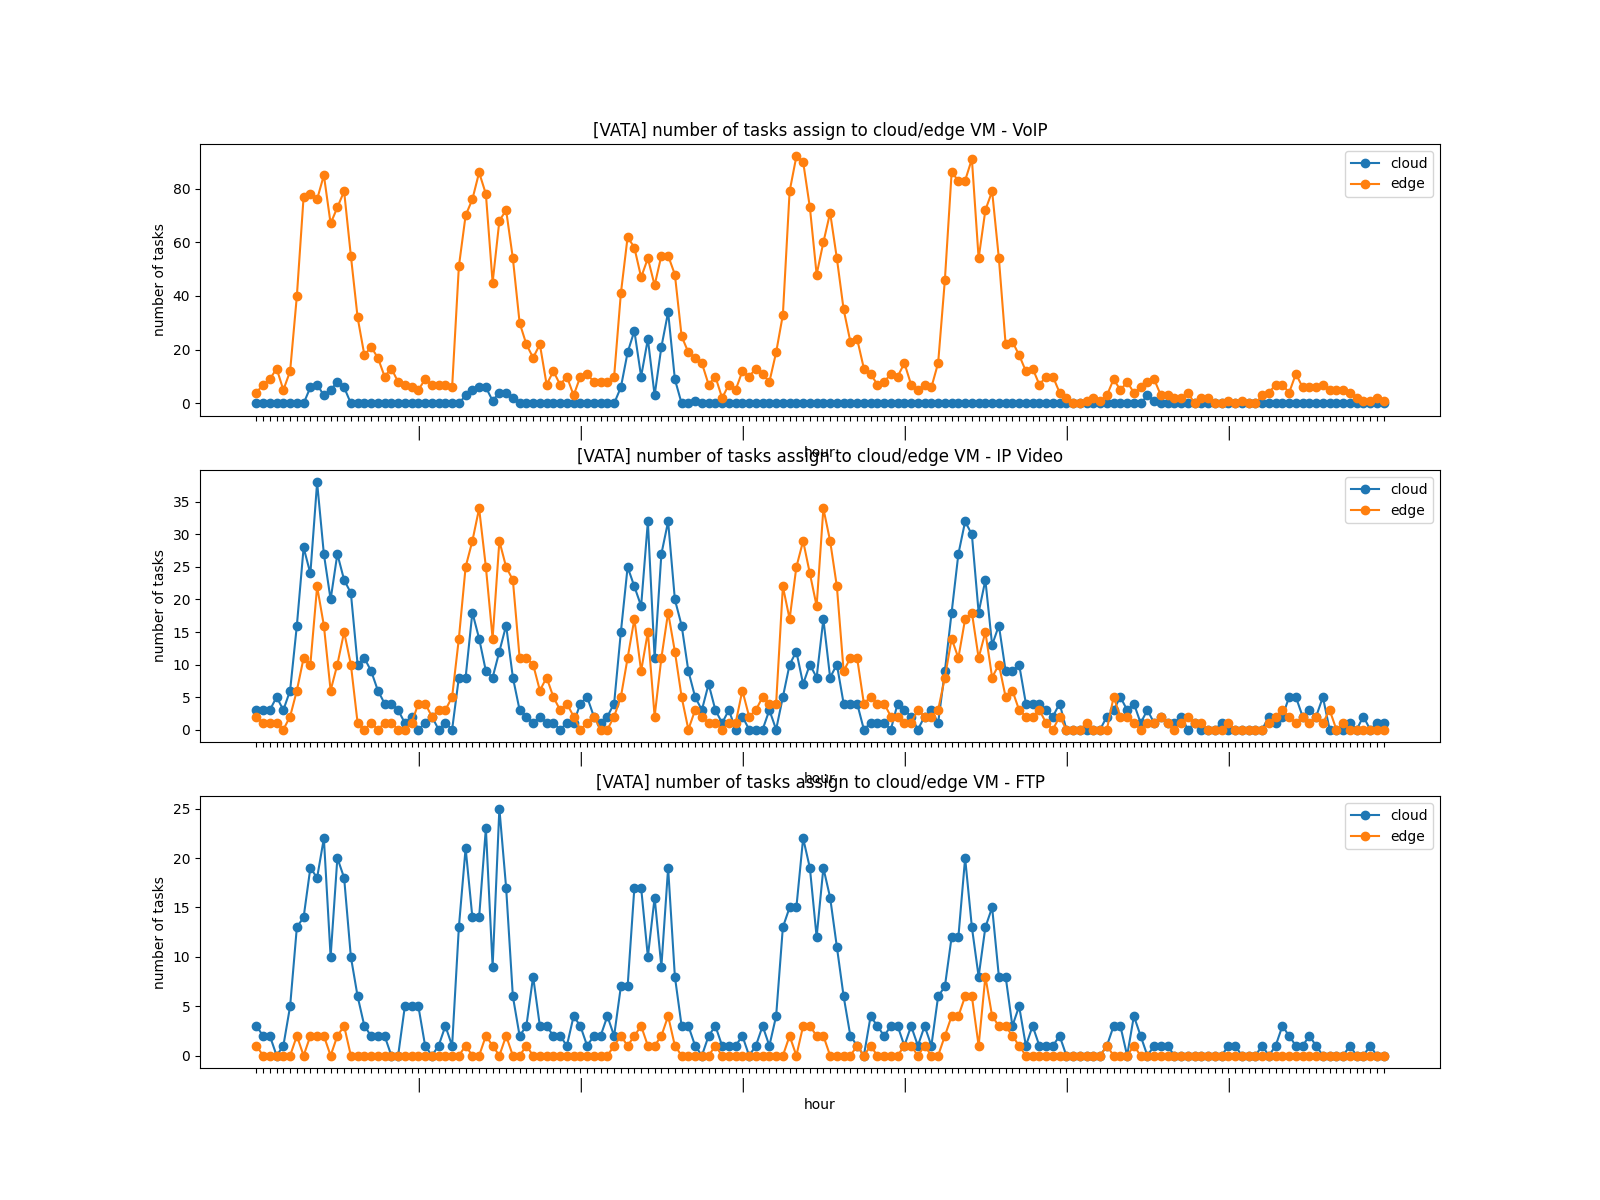 [VATA] number of tasks assign to cloud/edge VM - VoIP
number of tasks
80
60
40
20
0
cloud
edge
hour
[VATA] number of tasks assign to cloud/edge VM - IP Video
number of tasks
35
30
25
20
15
10
5
0
cloud
edge
hour
[VATA] number of tasks assign to cloud/edge VM - FTP
number of tasks
25
20
15
10
5
0
cloud
edge
hour